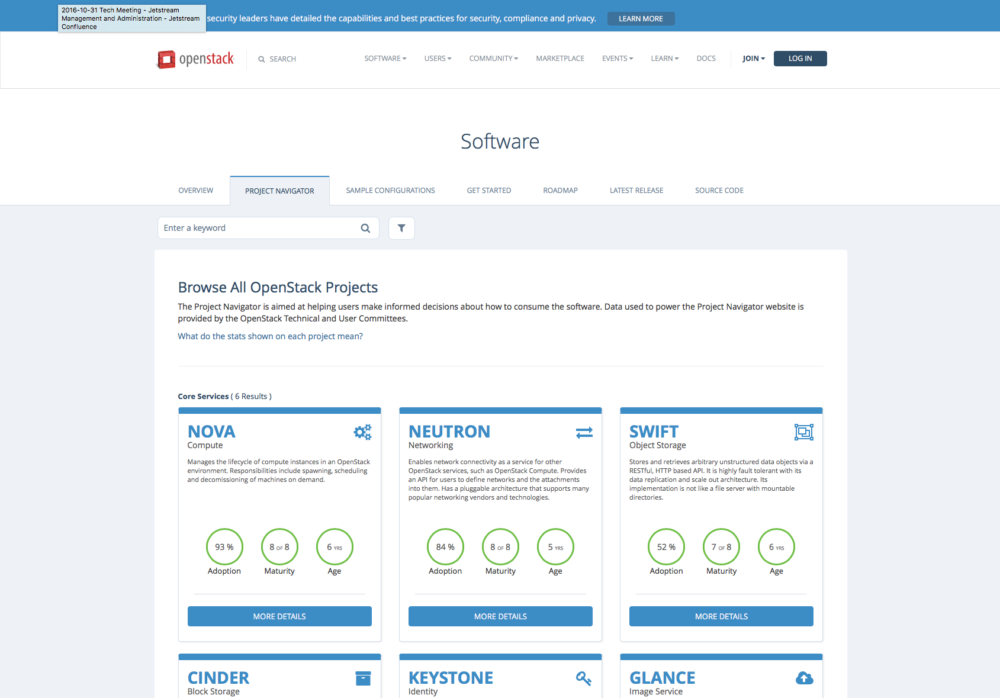 2016-10-31 Tech Meeting - Jetstream
Management and Administration - Jetstream
Confluence
security leaders have detailed the capabilities and best practices for security, compliance and privacy.
LEARN MORE
openstack
SEARCH
SOFTWARE
USERS
COMMUNITY
MARKETPLACE
EVENTS
LEARN
DOCS
JOIN
LOG IN
Software
OVERVIEW
PROJECT NAVIGATOR
SAMPLE CONFIGURATIONS
GET STARTED
ROADMAP
LATEST RELEASE
SOURCE CODE
Enter a keyword
Browse All OpenStack Projects
The Project Navigator is aimed at helping users make informed decisions about how to consume the software. Data used to power the Project Navigator website is
provided by the OpenStack Technical and User Committees.
What do the stats shown on each project mean?
Core Services ( 6 Results )
NOVA
Compute
Manages the lifecycle of compute instances in an OpenStack
environment. Responsibilities include spawning, scheduling
and decomissioning of machines on demand.
93 %
8 OF 8
6 YRS
Adoption
Maturity
Age
MORE DETAILS
NEUTRON
Networking
Enables network connectivity as a service for other
OpenStack services, such as OpenStack Compute. Provides
an API for users to define networks and the attachments
into them. Has a pluggable architecture that supports many
popular networking vendors and technologies.
84 %
8 OF 8
5 YRS
Adoption
Maturity
Age
MORE DETAILS
SWIFT
Object Storage
Stores and retrieves arbitrary unstructured data objects via a
RESTful, HTTP based API. It is highly fault tolerant with its
data replication and scale out architecture. Its
implementation is not like a file server with mountable
directories.
52 %
7 OF 8
6 YRS
Adoption
Maturity
Age
MORE DETAILS
CINDER
Block Storage
KEYSTONE
Identity
GLANCE
Image Service